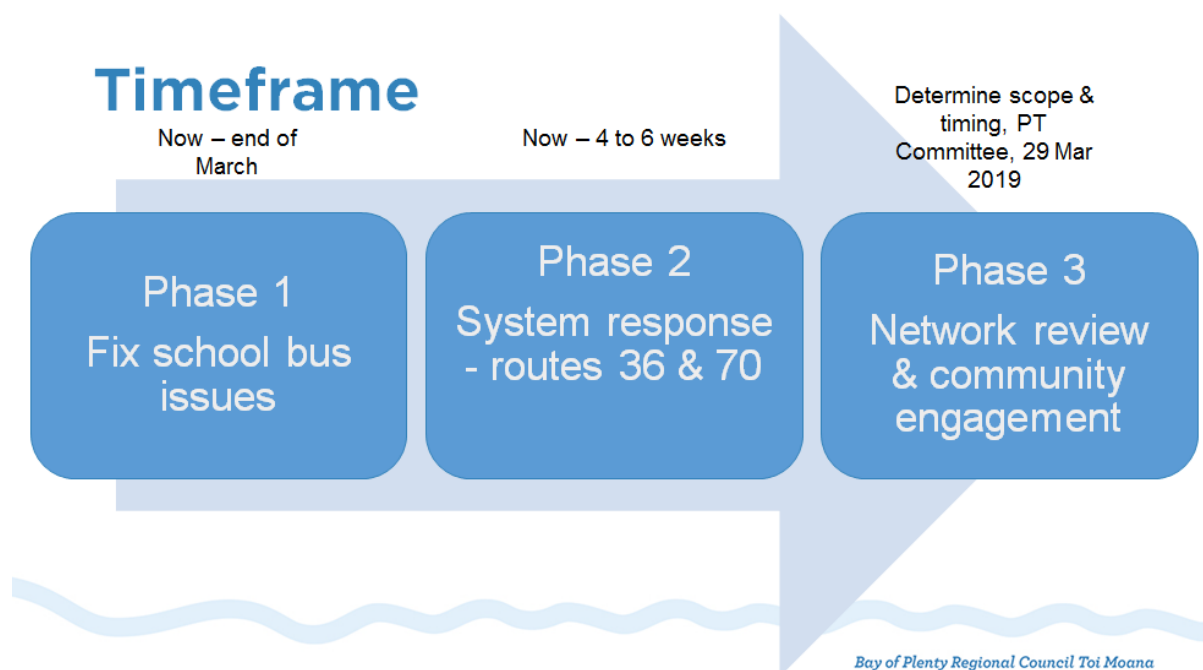 Timeframe
Now – end of
March
Now – 4 to 6 weeks
Determine scope &
timing, PT
Committee, 29 Mar
2019
Phase 1
Fix school bus
issues
Phase 2
System response
- routes 36 & 70
Phase 3
Network review
& community
engagement
Bay of Plenty Regional Council Toi Moana